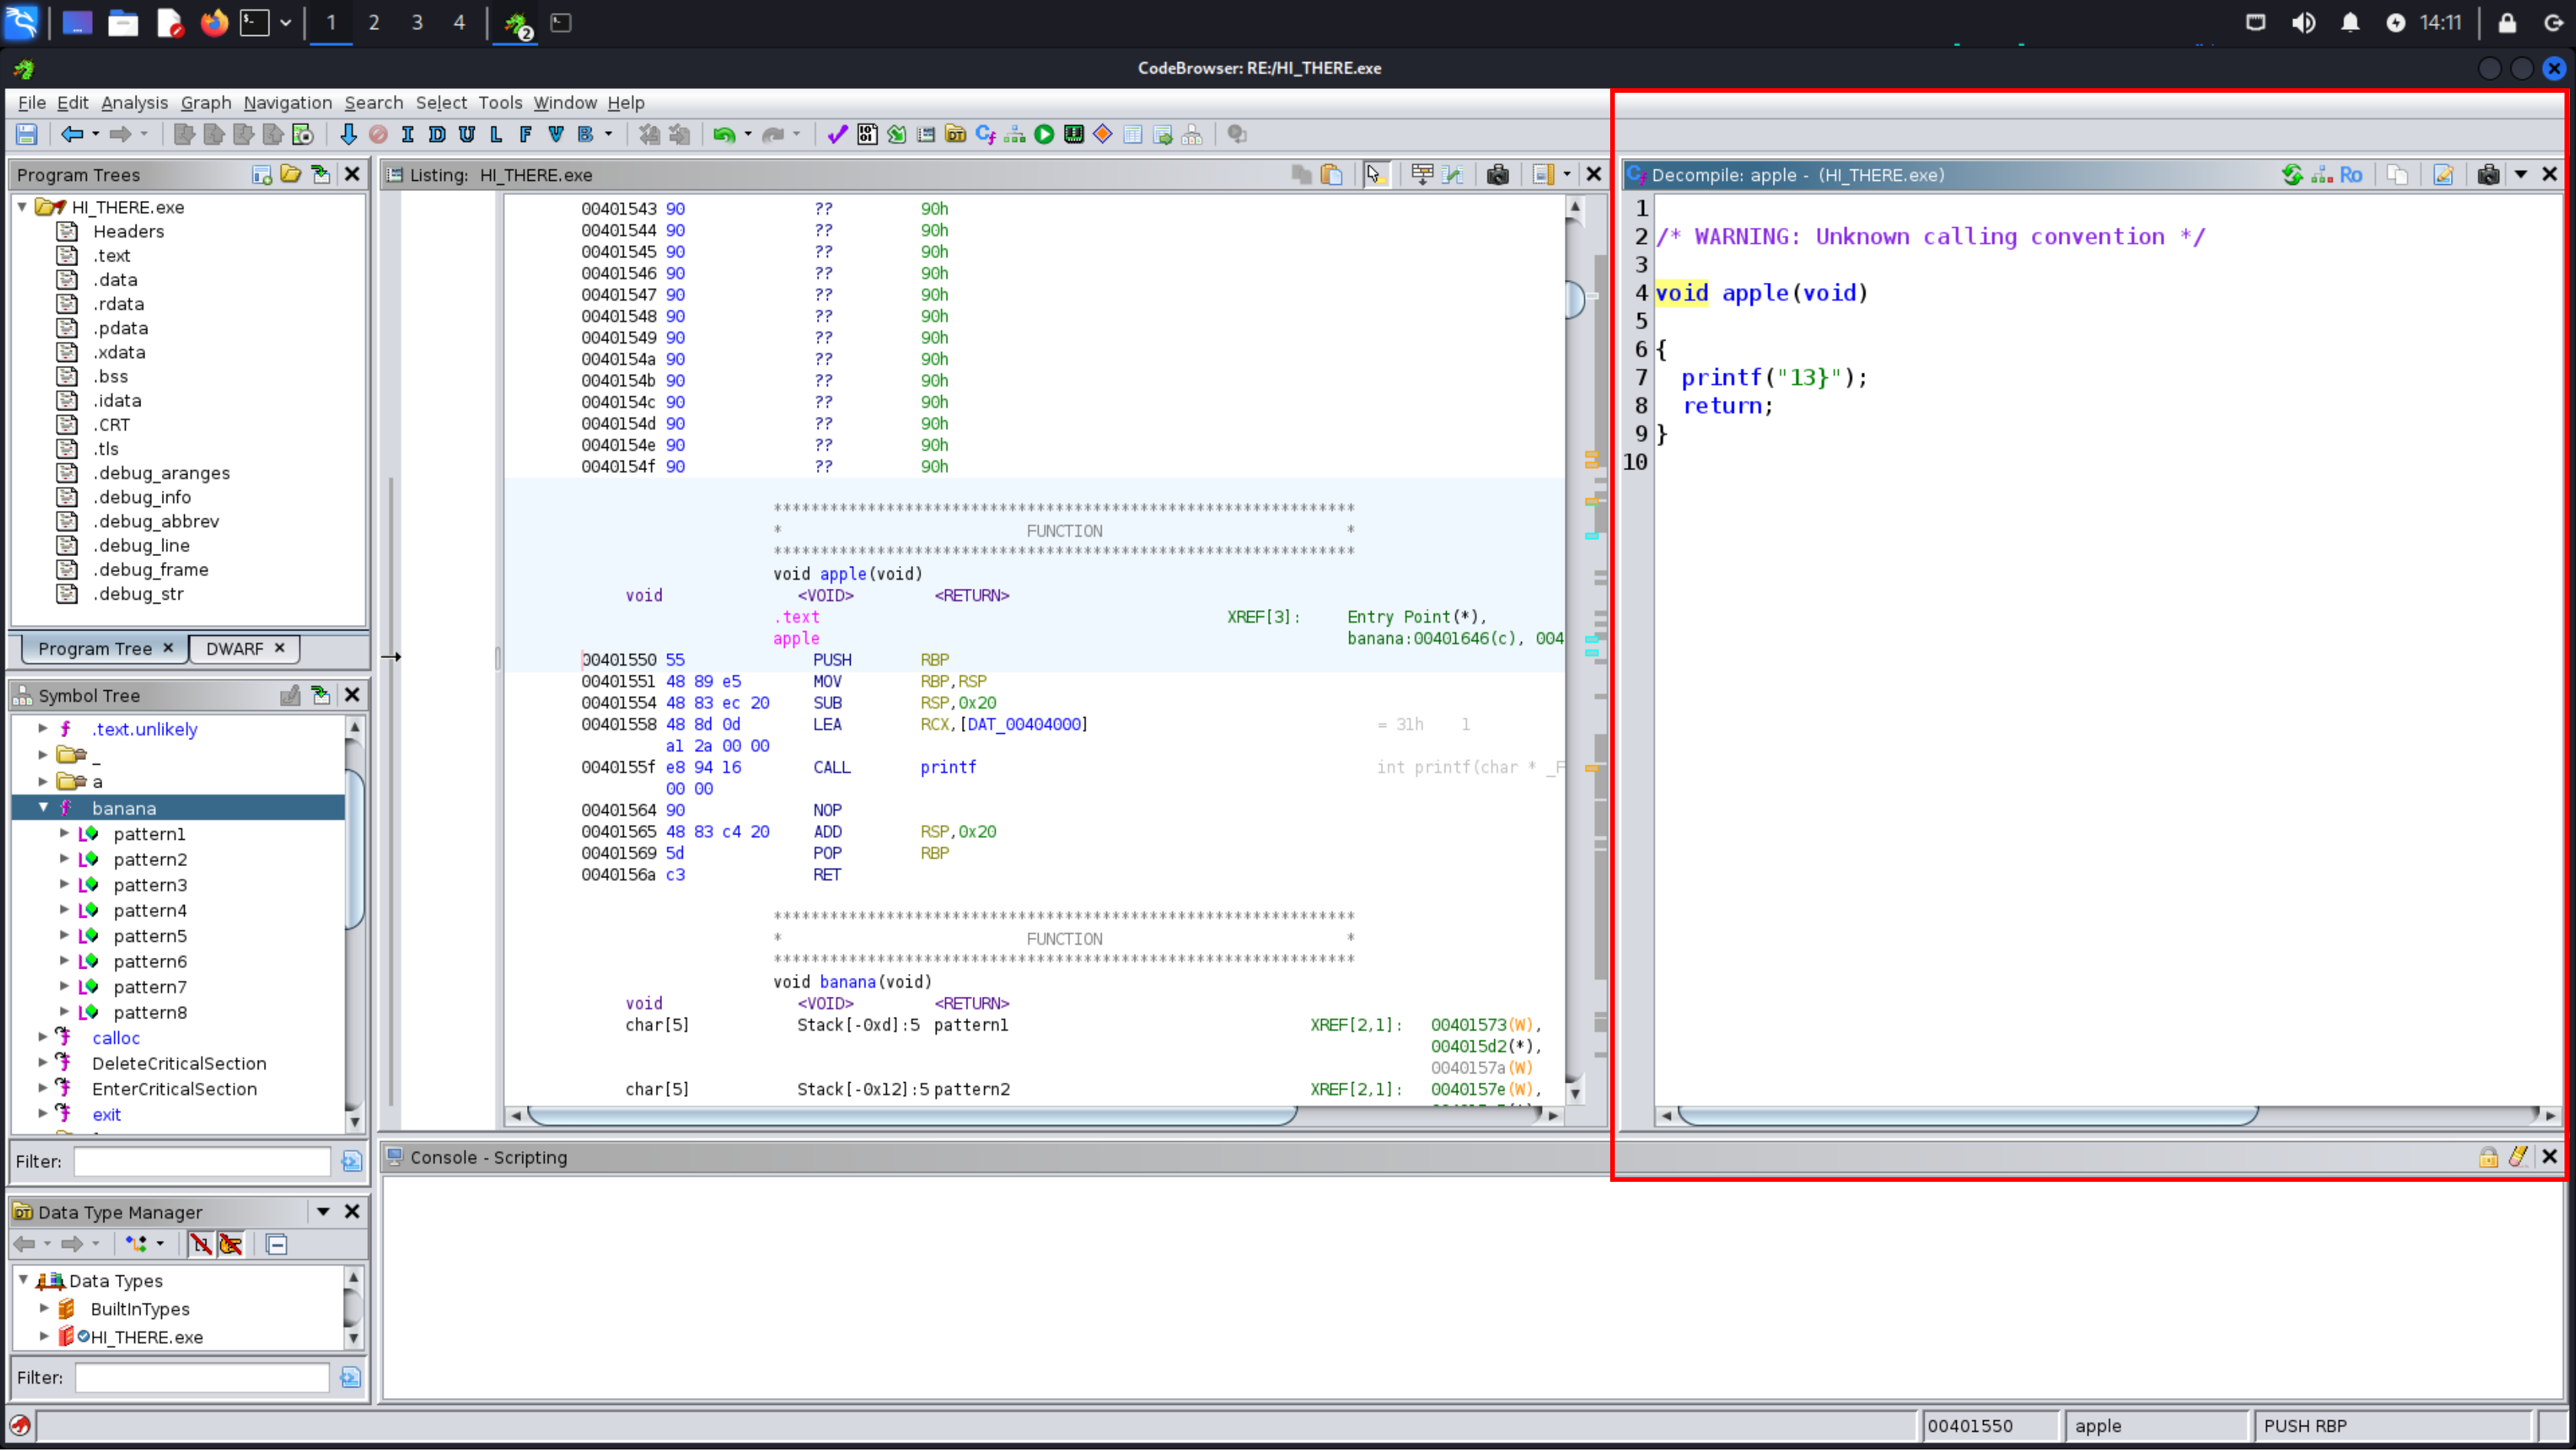 1 2 3 4 2 14:11
CodeBrowser: RE:/HI_THERE.exe
File Edit Analysis Graph Navigation Search Select Tools Window Help
I D U L F V B
Program Trees
HI_THERE.exe
Headers
.text
.data
.rdata
.pdata
.xdata
.bss
.idata
.CRT
.tls
.debug_aranges
.debug_info
.debug_abbrev
.debug_line
.debug_frame
.debug_str
Program Tree × DWARF ×
Symbol Tree
.text.unlikely
_
a
banana
pattern1
pattern2
pattern3
pattern4
pattern5
pattern6
pattern7
pattern8
calloc
DeleteCriticalSection
EnterCriticalSection
exit
Filter:
Data Type Manager
Data Types
BuiltInTypes
HI_THERE.exe
Filter:
Listing: HI_THERE.exe
00401543 90 ?? 90h
00401544 90 ?? 90h
00401545 90 ?? 90h
00401546 90 ?? 90h
00401547 90 ?? 90h
00401548 90 ?? 90h
00401549 90 ?? 90h
0040154a 90 ?? 90h
0040154b 90 ?? 90h
0040154c 90 ?? 90h
0040154d 90 ?? 90h
0040154e 90 ?? 90h
0040154f 90 ?? 90h
**************************************************************
* FUNCTION *
**************************************************************
void apple(void)
void <VOID> <RETURN>
.text XREF[3]: Entry Point(*),
apple banana:00401646(c), 004
00401550 55 PUSH RBP
00401551 48 89 e5 MOV RBP,RSP
00401554 48 83 ec 20 SUB RSP,0x20
00401558 48 8d 0d LEA RCX,[DAT_00404000] = 31h 1
a1 2a 00 00
0040155f e8 94 16 CALL printf int printf(char * _F
00 00
00401564 90 NOP
00401565 48 83 c4 20 ADD RSP,0x20
00401569 5d POP RBP
0040156a c3 RET
**************************************************************
* FUNCTION *
**************************************************************
void banana(void)
void <VOID> <RETURN>
char[5] Stack[-0xd]:5 pattern1 XREF[2,1]: 00401573(W),
004015d2(*),
0040157a(W)
char[5] Stack[-0x12]:5 pattern2 XREF[2,1]: 0040157e(W),
Decompile: apple - (HI_THERE.exe) Ro
1
2 /* WARNING: Unknown calling convention */
3
4 void apple(void)
5
6 {
7 printf("13}");
8 return;
9 }
10
Console - Scripting
00401550 apple PUSH RBP